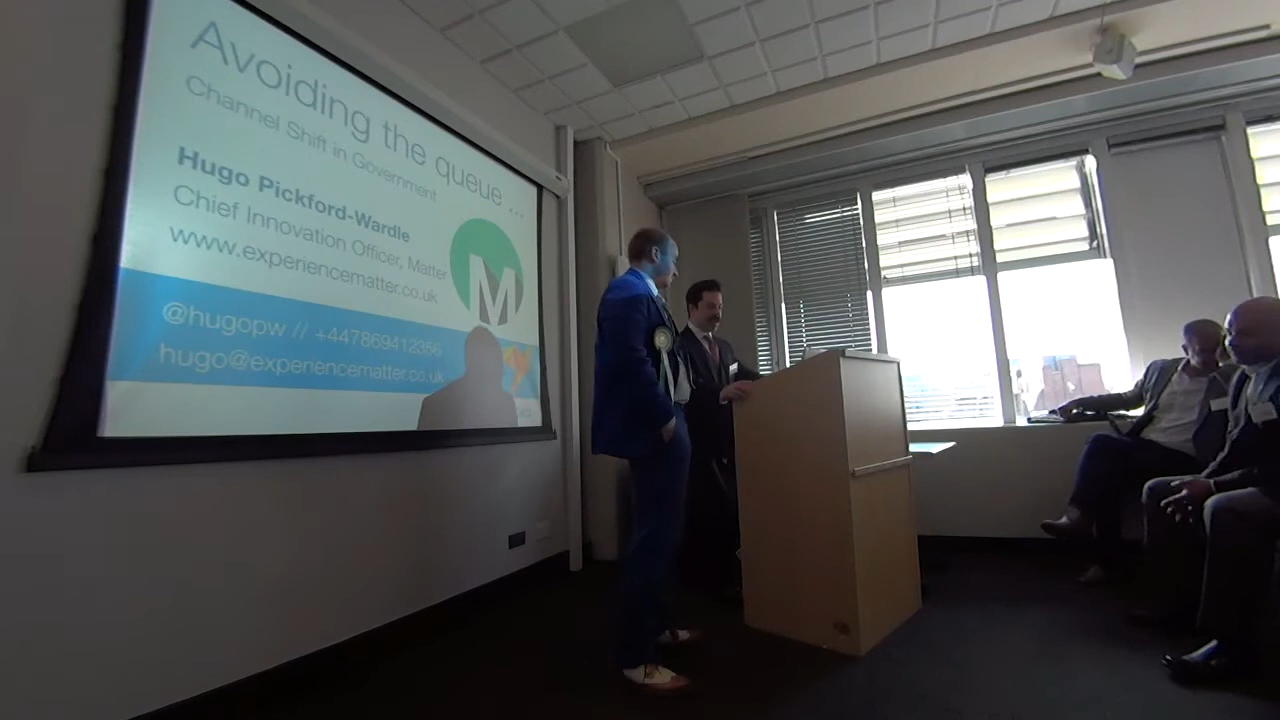 Avoiding the queue ...
Channel Shift in Government
Hugo Pickford-Wardle
Chief Innovation Officer, Matter
www.experiencematter.co.uk
M
@hugopw // +447869412356
hugo@experiencematter.co.uk